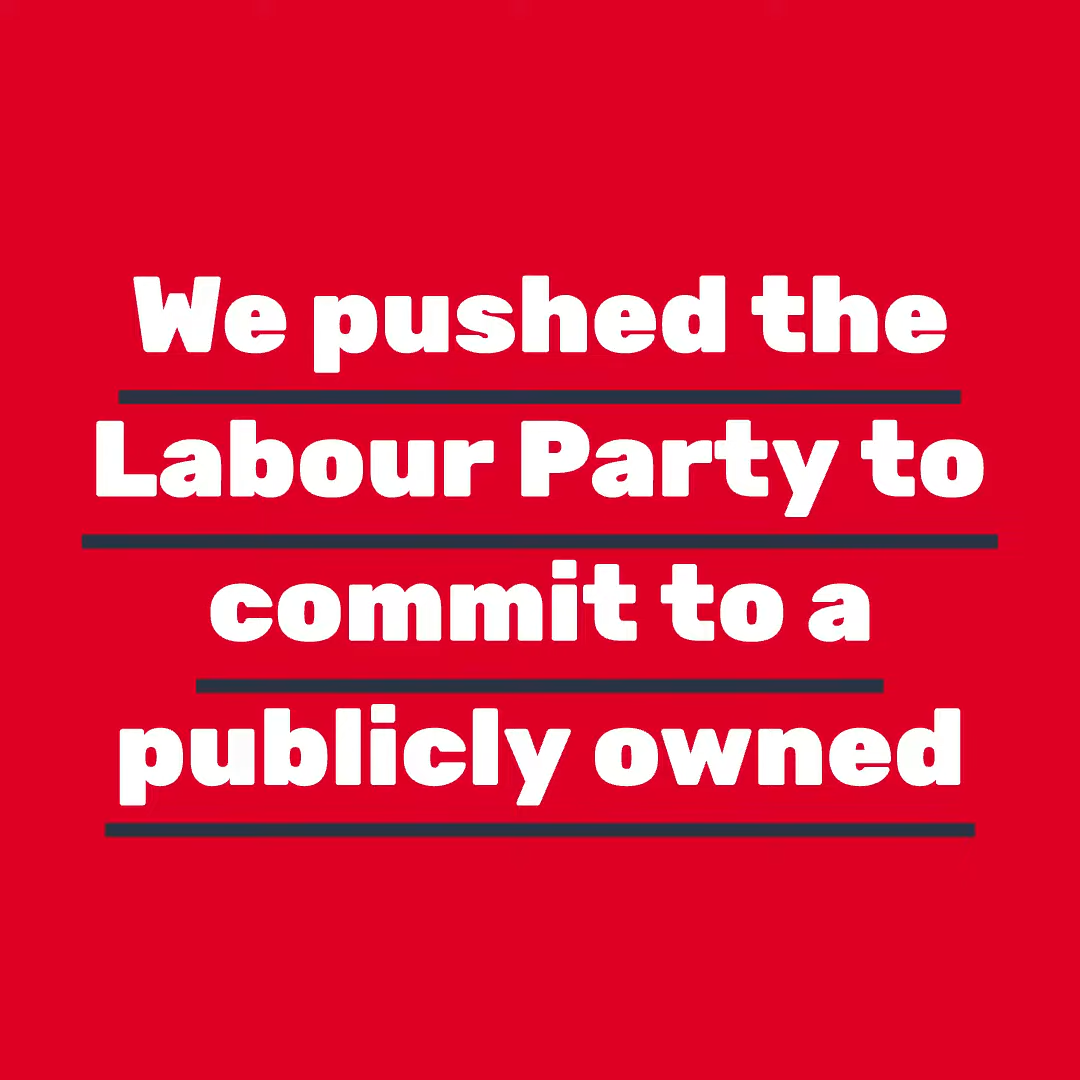 We pushed the
Labour Party to
commit to a
publicly owned